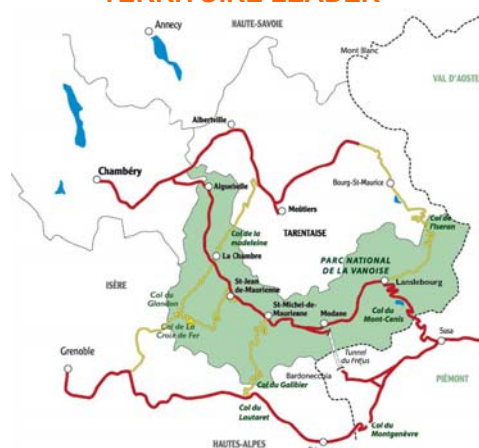 TERRITOIRE LEADER
HAUTE-SAVOIE
Annecy
Mont Blanc
VAL D'AOSTE
Albertville
Chambéry
Aiguebelle
Bourg-St-Maurice
Moûtiers
Col de la
madeleine
TARENTAISE
Col de
l'Iseran
La Chambre
PARC NATIONAL
DE LA VANOISE
ISÈRE
St-Jean
de-Maurienne
Lanslebourg
Col du
Glandon
St-Michel-de-
Maurienne
Modane
Col du
Mont-Cenis
Col de La
Croix de Fer
Susa
Grenoble
Tunnel
du Fréjus
Bardonecchia
PIÉMONT
Col du Galibier
Col du
Lautaret
Col du
Montgenèvre
HAUTES-ALPES